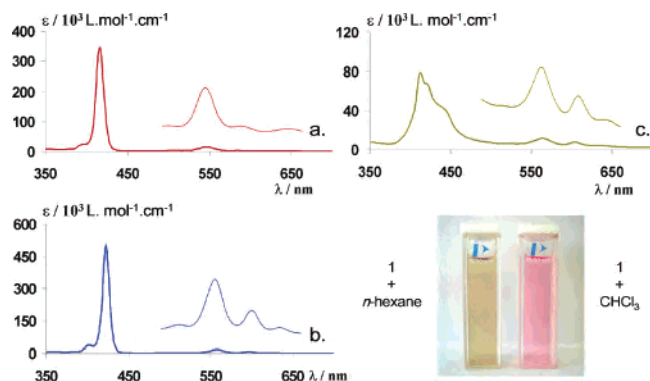 ε / 10³ L.mol⁻¹.cm⁻¹
400
300
200
100
0
a.
350 450 550 650
λ / nm
ε / 10³ L.mol⁻¹.cm⁻¹
120
80
40
0
c.
350 450 550 650
λ / nm
ε / 10³ L. mol⁻¹.cm⁻¹
600
450
300
150
0
b.
350 450 550 650
λ / nm
1
+
n-hexane
1
+
CHCl₃